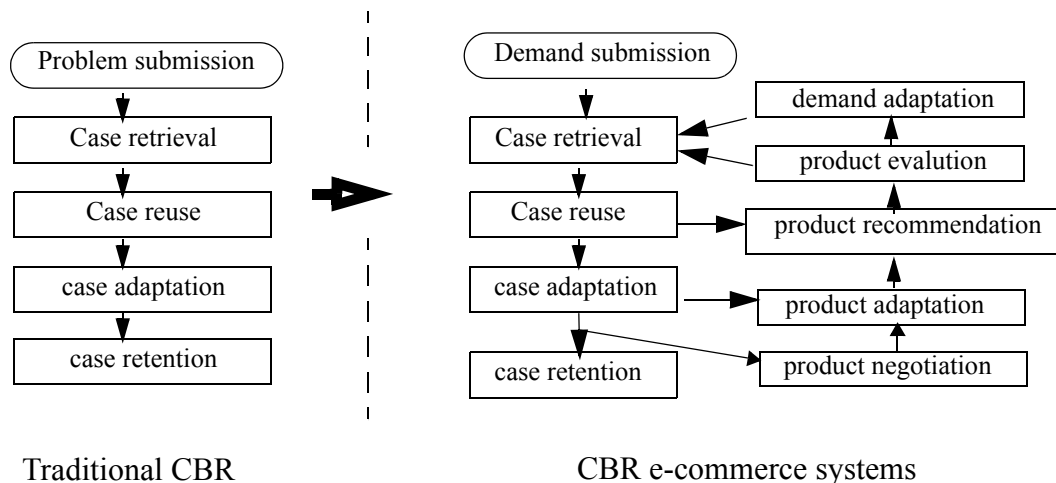 Problem submission
Case retrieval
Case reuse
case adaptation
case retention
Traditional CBR
Demand submission
Case retrieval
Case reuse
case adaptation
case retention
demand adaptation
product evalution
product recommendation
product adaptation
product negotiation
CBR e-commerce systems